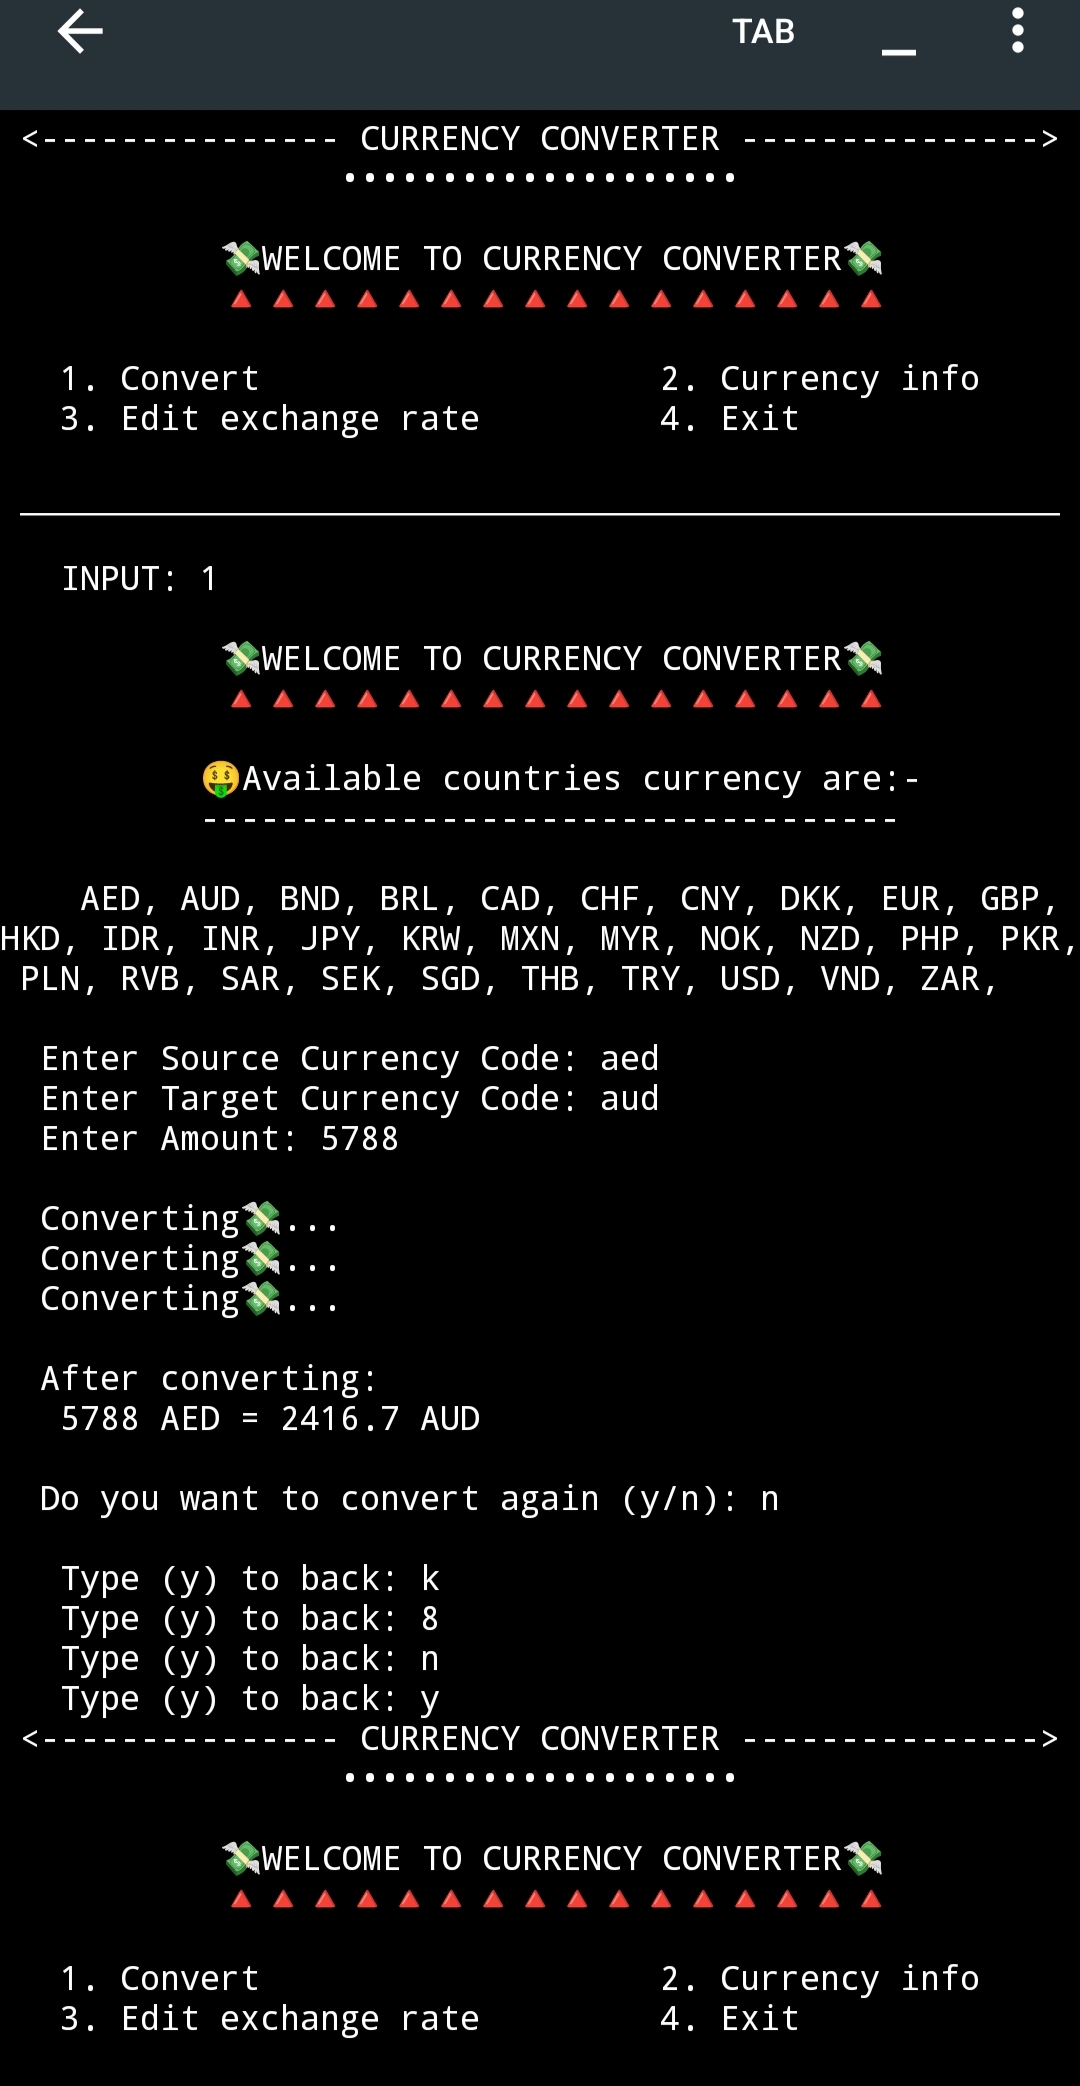 TAB
<--------------- CURRENCY CONVERTER --------------->
••••••••••••••••••••
💸WELCOME TO CURRENCY CONVERTER💸
🔺🔺🔺🔺🔺🔺🔺🔺🔺🔺🔺🔺🔺🔺🔺🔺
1. Convert 2. Currency info
3. Edit exchange rate 4. Exit
INPUT: 1
💸WELCOME TO CURRENCY CONVERTER💸
🔺🔺🔺🔺🔺🔺🔺🔺🔺🔺🔺🔺🔺🔺🔺🔺
🤑Available countries currency are:-
-----------------------------------
AED, AUD, BND, BRL, CAD, CHF, CNY, DKK, EUR, GBP,
HKD, IDR, INR, JPY, KRW, MXN, MYR, NOK, NZD, PHP, PKR,
PLN, RVB, SAR, SEK, SGD, THB, TRY, USD, VND, ZAR,
Enter Source Currency Code: aed
Enter Target Currency Code: aud
Enter Amount: 5788
Converting💸...
Converting💸...
Converting💸...
After converting:
5788 AED = 2416.7 AUD
Do you want to convert again (y/n): n
Type (y) to back: k
Type (y) to back: 8
Type (y) to back: n
Type (y) to back: y
<--------------- CURRENCY CONVERTER --------------->
••••••••••••••••••••
💸WELCOME TO CURRENCY CONVERTER💸
🔺🔺🔺🔺🔺🔺🔺🔺🔺🔺🔺🔺🔺🔺🔺🔺
1. Convert 2. Currency info
3. Edit exchange rate 4. Exit